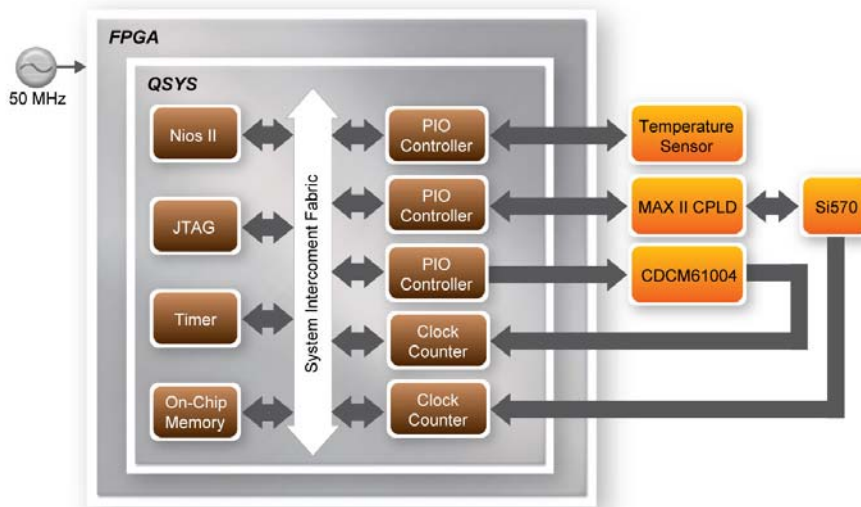 FPGA
50 MHz
QSYS
Nios II
JTAG
Timer
On-Chip
Memory
System Intercoment Fabric
PIO
Controller
PIO
Controller
PIO
Controller
Clock
Counter
Clock
Counter
Temperature
Sensor
MAX II CPLD
Si570
CDCM61004